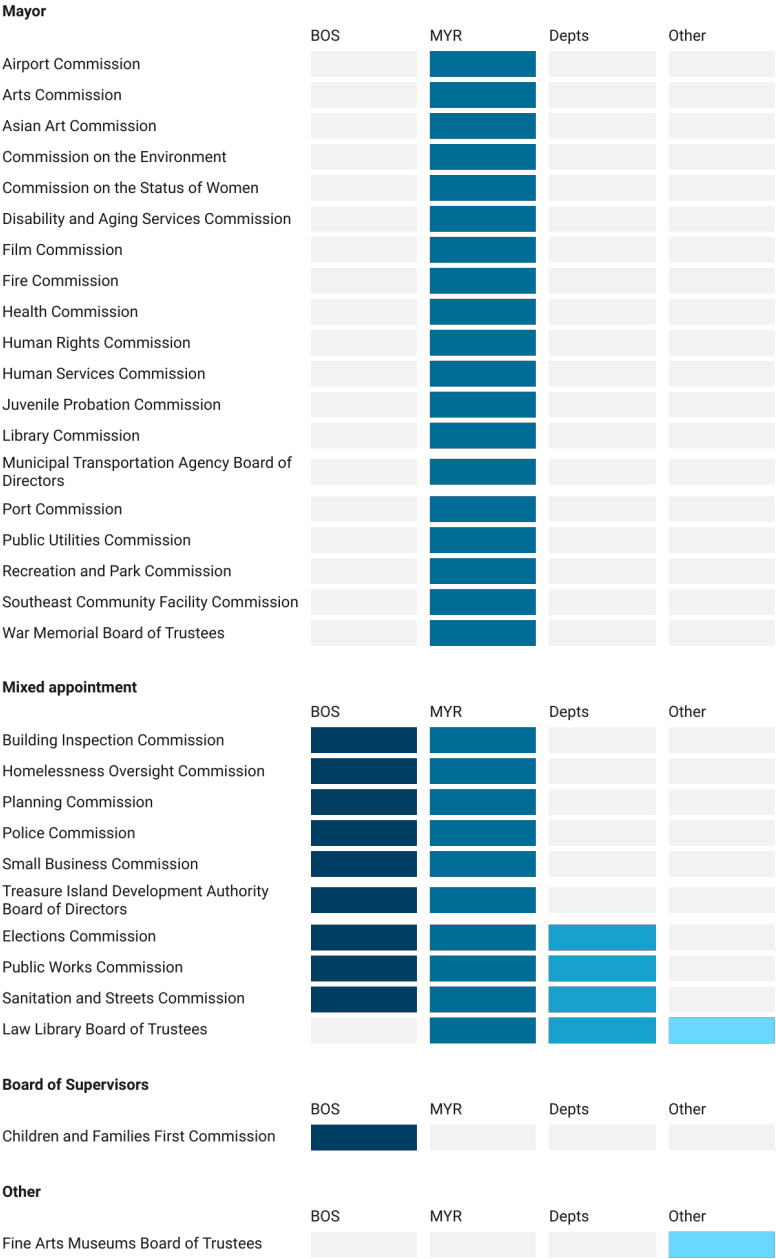 Mayor
BOS MYR Depts Other
Airport Commission
Arts Commission
Asian Art Commission
Commission on the Environment
Commission on the Status of Women
Disability and Aging Services Commission
Film Commission
Fire Commission
Health Commission
Human Rights Commission
Human Services Commission
Juvenile Probation Commission
Library Commission
Municipal Transportation Agency Board of
Directors
Port Commission
Public Utilities Commission
Recreation and Park Commission
Southeast Community Facility Commission
War Memorial Board of Trustees
Mixed appointment
BOS MYR Depts Other
Building Inspection Commission
Homelessness Oversight Commission
Planning Commission
Police Commission
Small Business Commission
Treasure Island Development Authority
Board of Directors
Elections Commission
Public Works Commission
Sanitation and Streets Commission
Law Library Board of Trustees
Board of Supervisors
BOS MYR Depts Other
Children and Families First Commission
Other
BOS MYR Depts Other
Fine Arts Museums Board of Trustees